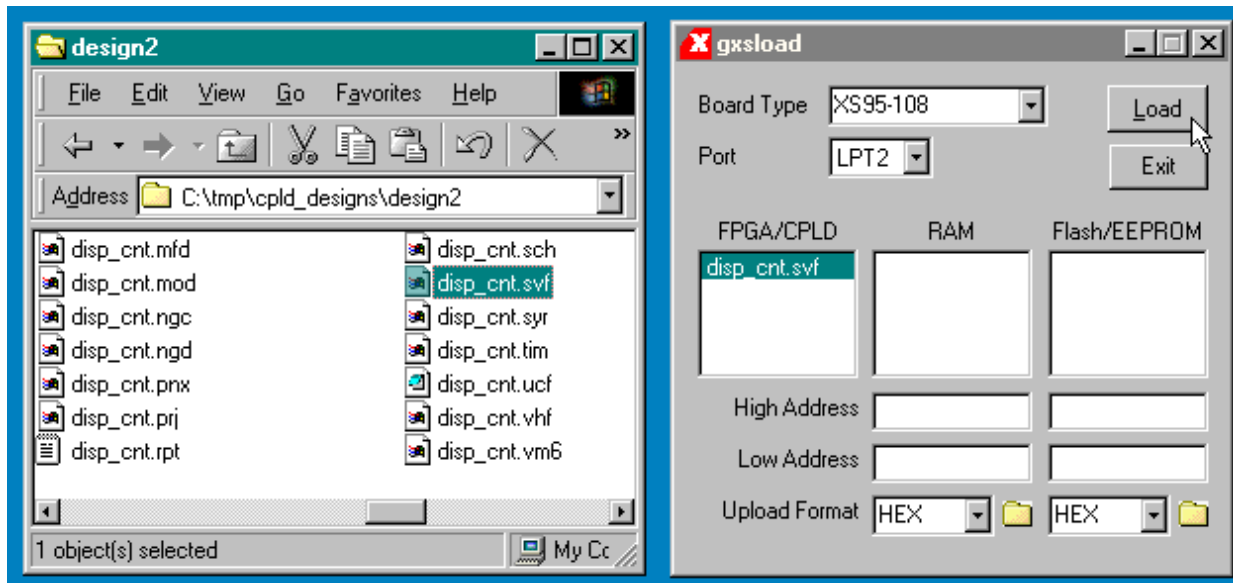 design2
File Edit View Go Favorites Help
»
Address C:\tmp\cpld_designs\design2
disp_cnt.mfd
disp_cnt.mod
disp_cnt.ngc
disp_cnt.ngd
disp_cnt.pnx
disp_cnt.prj
disp_cnt.rpt
disp_cnt.sch
disp_cnt.svf
disp_cnt.syr
disp_cnt.tim
disp_cnt.ucf
disp_cnt.vhf
disp_cnt.vm6
1 object(s) selected My Cc
X gxsload
Board Type XS95-108 Load
Port LPT2 Exit
FPGA/CPLD RAM Flash/EEPROM
disp_cnt.svf
High Address
Low Address
Upload Format HEX HEX